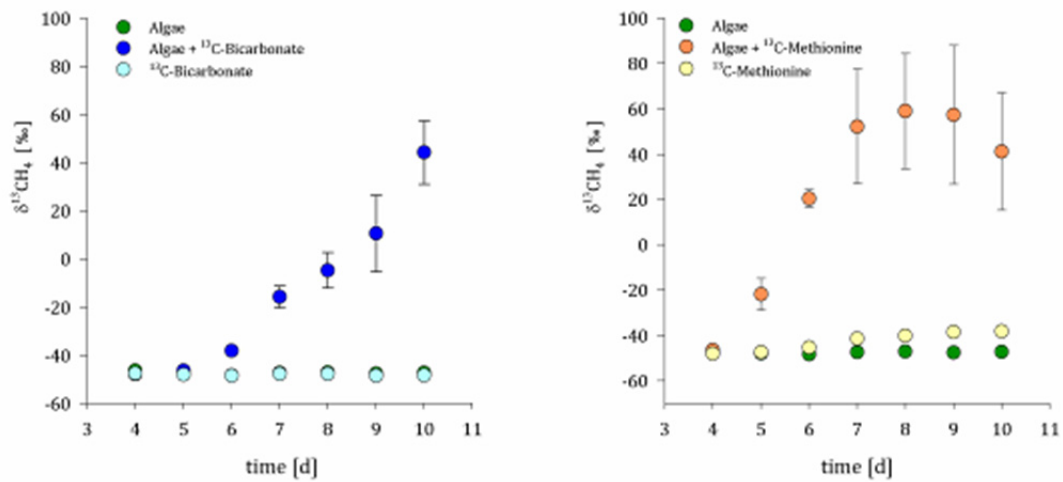 100
80
60
40
20
0
-20
-40
-60
3 4 5 6 7 8 9 10 11
time [d]
δ¹³CH₄ [‰]
Algae
Algae + ¹³C-Bicarbonate
¹³C-Bicarbonate
100
80
60
40
20
0
-20
-40
-60
3 4 5 6 7 8 9 10 11
time [d]
δ¹³CH₄ [‰]
Algae
Algae + ¹³C-Methionine
¹³C-Methionine